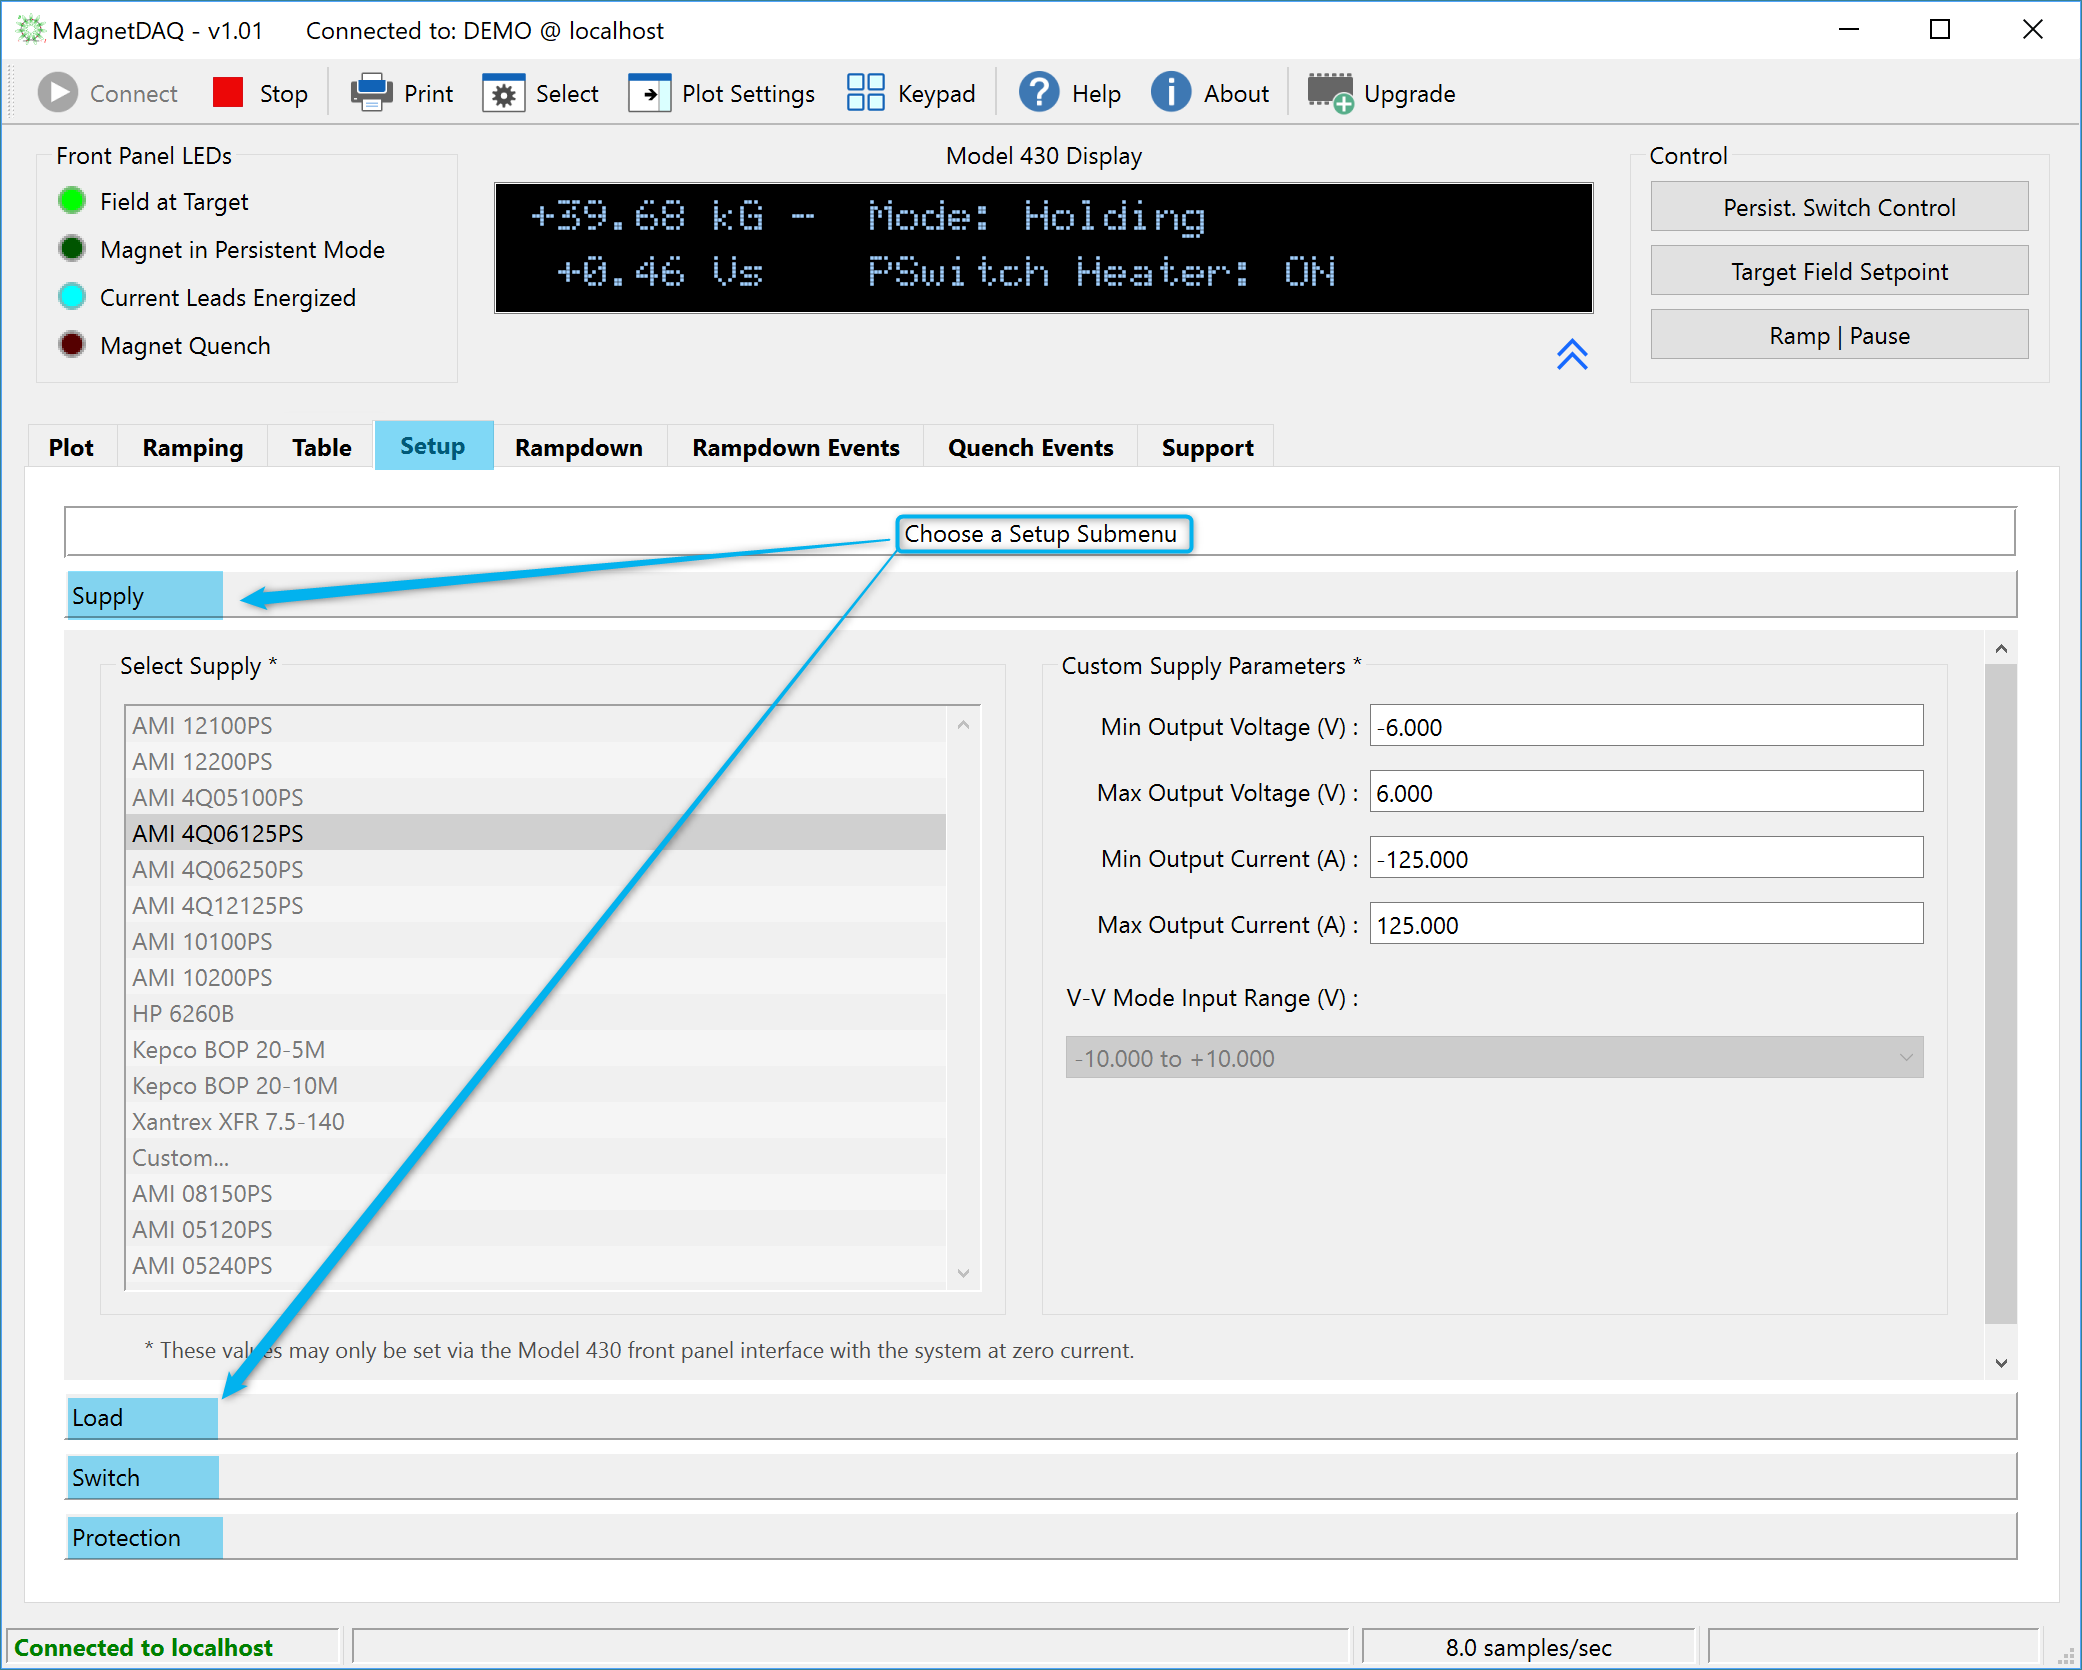 MagnetDAQ - v1.01 Connected to: DEMO @ localhost
Connect Stop Print Select Plot Settings Keypad Help About Upgrade
Front Panel LEDs
Field at Target
Magnet in Persistent Mode
Current Leads Energized
Magnet Quench
Model 430 Display
+39.68 kG – Mode: Holding
+0.46 Vs PSwitch Heater: ON
Control
Persist. Switch Control
Target Field Setpoint
Ramp | Pause
Plot Ramping Table Setup Rampdown Rampdown Events Quench Events Support
Choose a Setup Submenu
Supply
Select Supply *
AMI 12100PS
AMI 12200PS
AMI 4Q05100PS
AMI 4Q06125PS
AMI 4Q06250PS
AMI 4Q12125PS
AMI 10100PS
AMI 10200PS
HP 6260B
Kepco BOP 20-5M
Kepco BOP 20-10M
Xantrex XFR 7.5-140
Custom...
AMI 08150PS
AMI 05120PS
AMI 05240PS
Custom Supply Parameters *
Min Output Voltage (V) : -6.000
Max Output Voltage (V) : 6.000
Min Output Current (A) : -125.000
Max Output Current (A) : 125.000
V-V Mode Input Range (V) :
-10.000 to +10.000
* These values may only be set via the Model 430 front panel interface with the system at zero current.
Load
Switch
Protection
Connected to localhost 8.0 samples/sec